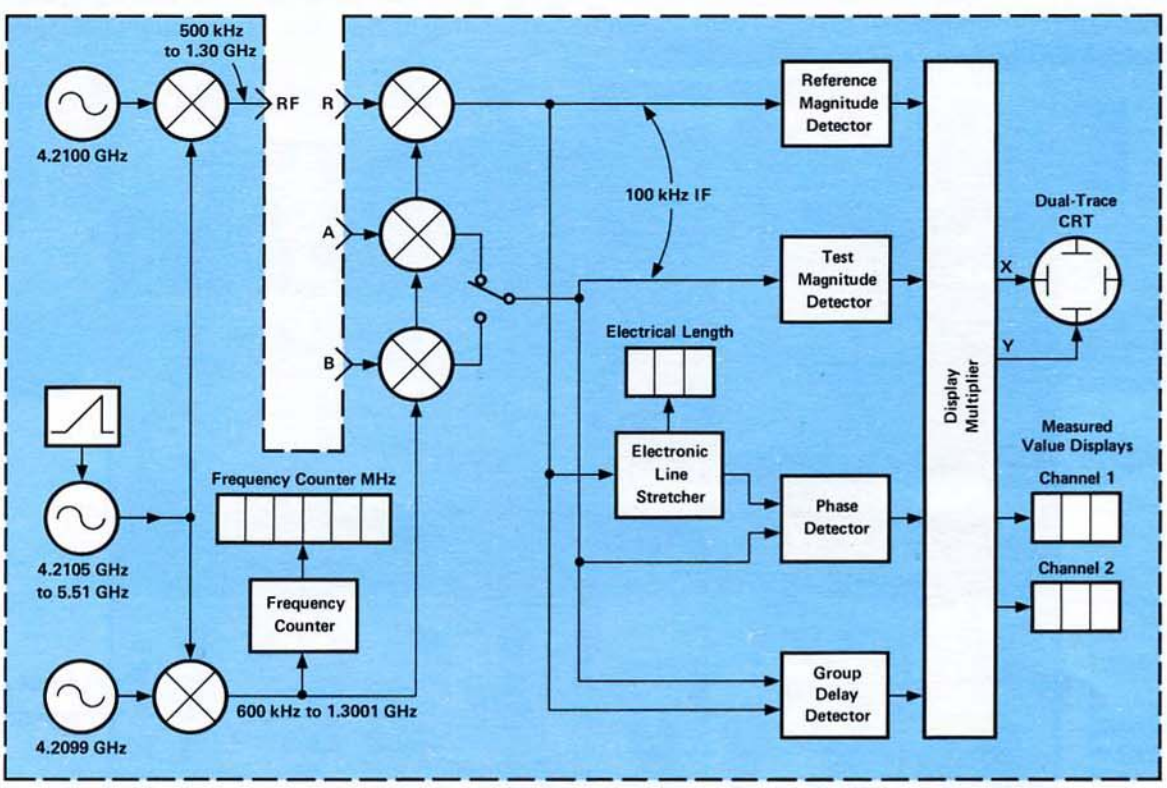 500 kHz
to 1.30 GHz
RF
R
4.2100 GHz
A
B
100 kHz IF
Reference
Magnitude
Detector
Test
Magnitude
Detector
Dual-Trace
CRT
X
Y
Electrical Length
Electronic
Line
Stretcher
Phase
Detector
Display
Multiplier
Measured
Value Displays
Channel 1
Channel 2
Frequency Counter MHz
4.2105 GHz
to 5.51 GHz
Frequency
Counter
600 kHz to 1.3001 GHz
4.2099 GHz
Group
Delay
Detector